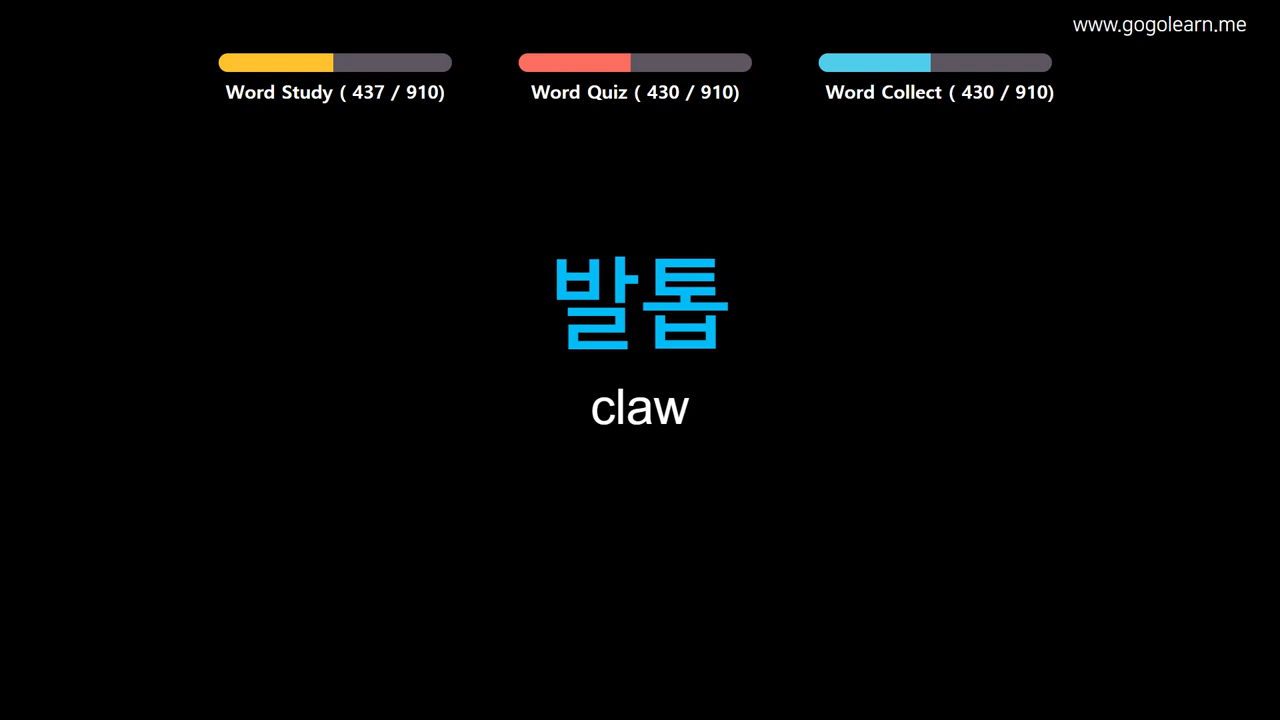 www.gogolearn.me
Word Study ( 437 / 910)
Word Quiz ( 430 / 910)
Word Collect ( 430 / 910)
발톱
claw